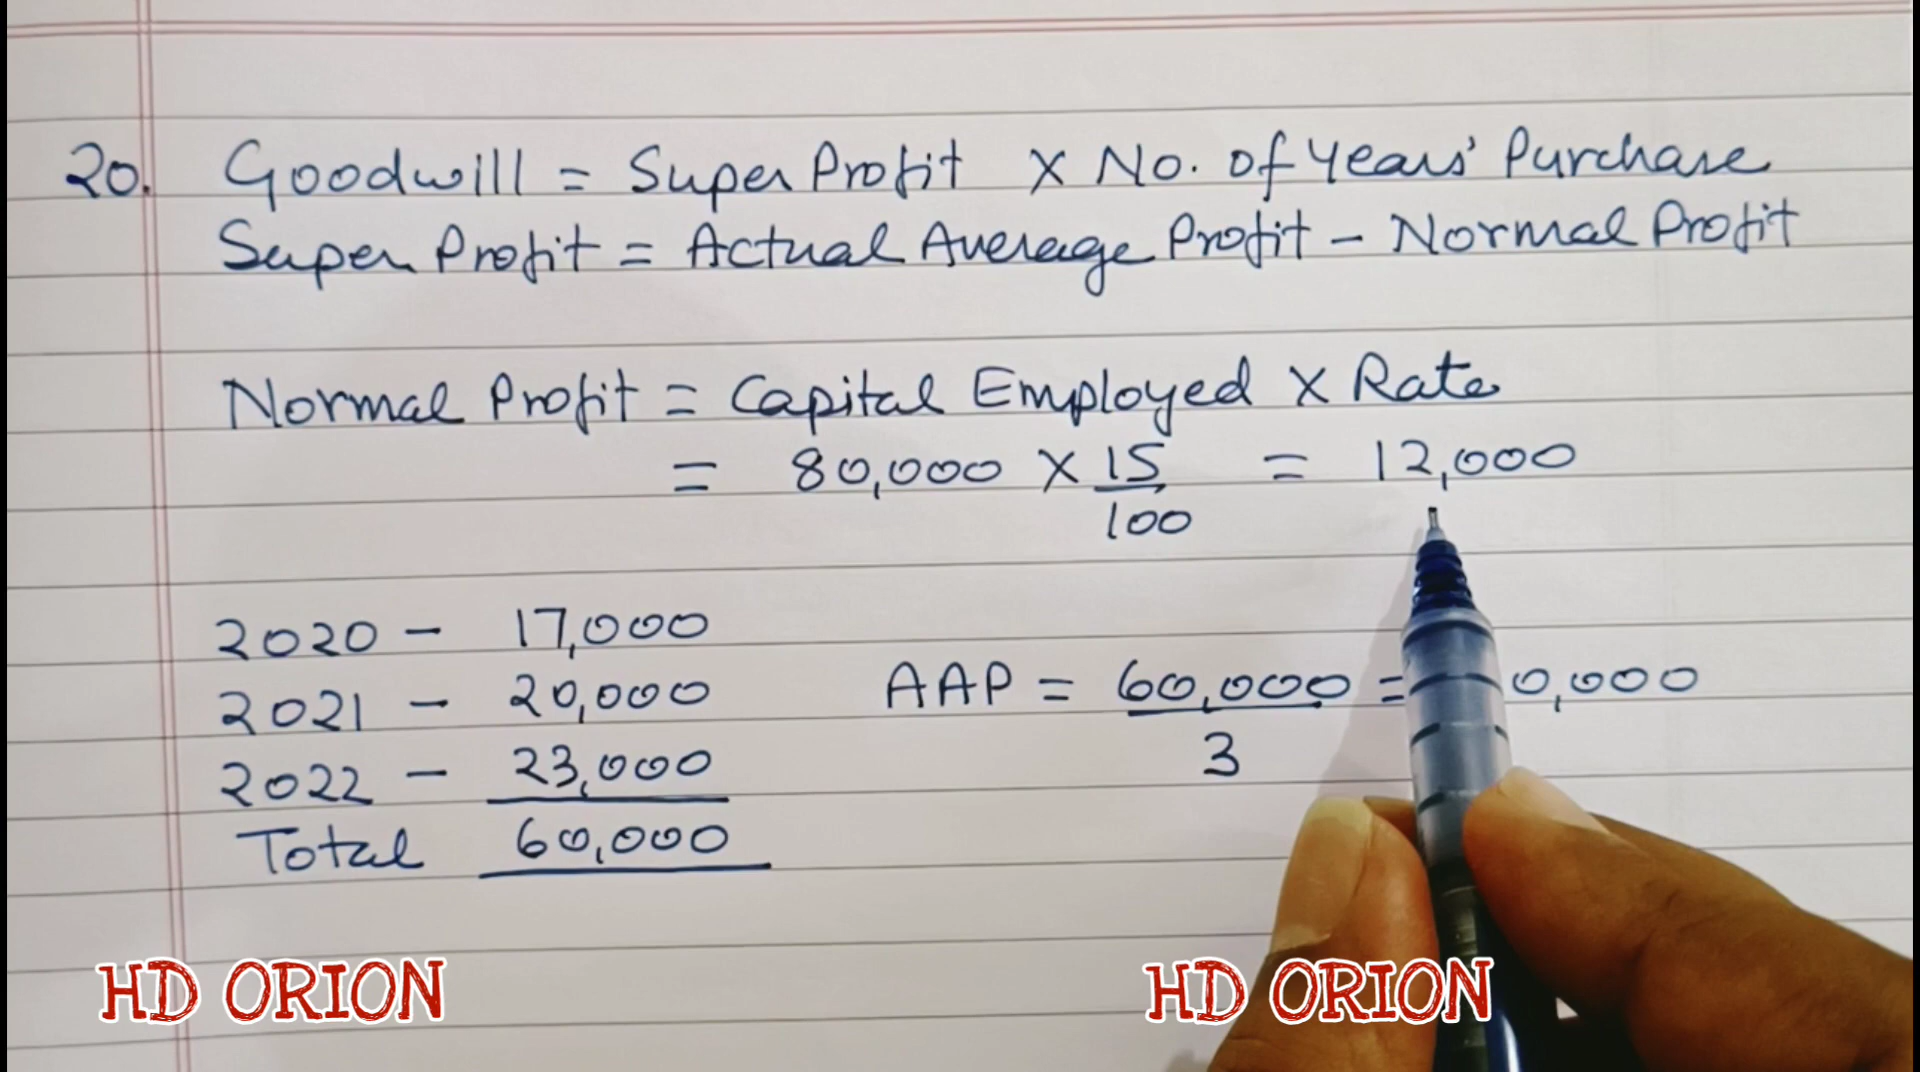 20. Goodwill = Super Profit X No. of Years' Purchase
Super Profit = Actual Average Profit - Normal Profit
Normal Profit = Capital Employed X Rate
= 80,000 X 15/100 = 12,000
2020 - 17,000
2021 - 20,000
2022 - 23,000
Total 60,000
AAP = 60,000/3 = 0,000
HD ORION HD ORION